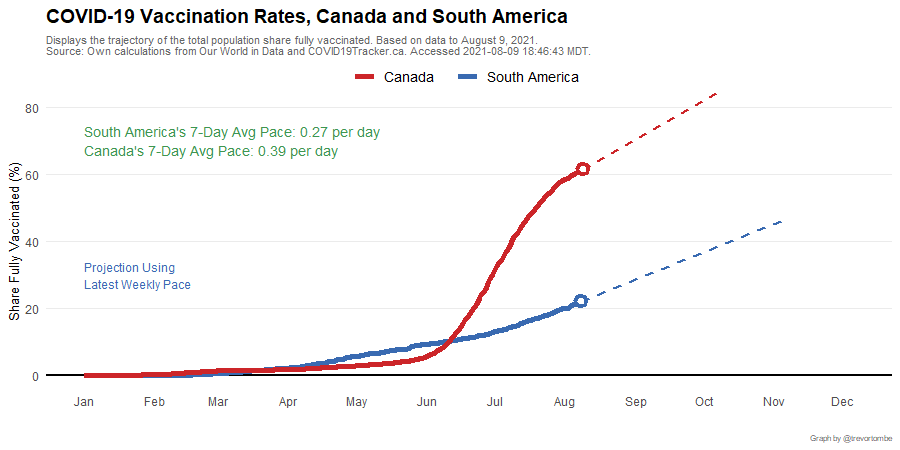 COVID-19 Vaccination Rates, Canada and South America
Displays the trajectory of the total population share fully vaccinated. Based on data to August 9, 2021.
Source: Own calculations from Our World in Data and COVID19Tracker.ca. Accessed 2021-08-09 18:46:43 MDT.
Canada South America
Share Fully Vaccinated (%)
80
60
40
20
0
South America's 7-Day Avg Pace: 0.27 per day
Canada's 7-Day Avg Pace: 0.39 per day
Projection Using
Latest Weekly Pace
Jan Feb Mar Apr May Jun Jul Aug Sep Oct Nov Dec
Graph by @trevortombe